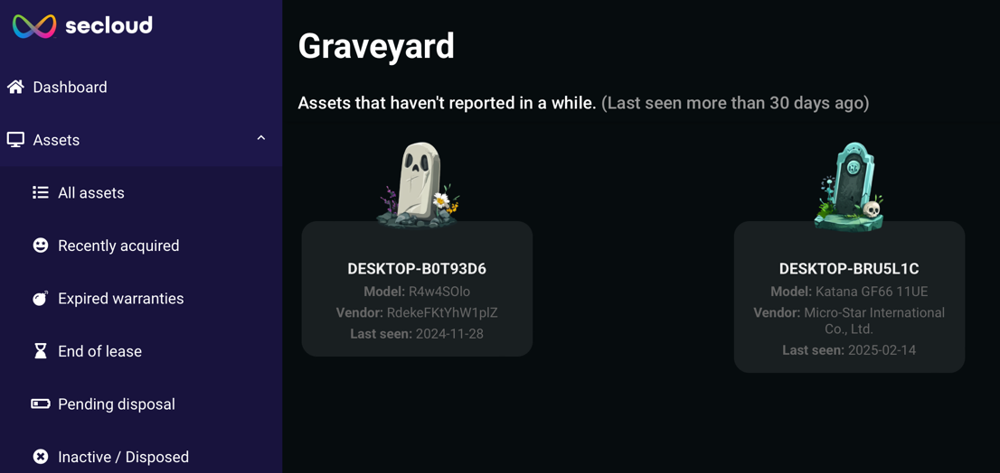 secloud
Dashboard
Assets
All assets
Recently acquired
Expired warranties
End of lease
Pending disposal
Inactive / Disposed
Graveyard
Assets that haven't reported in a while. (Last seen more than 30 days ago)
DESKTOP-B0T93D6
Model: R4w4SOlo
Vendor: RdekeFKtYhW1plZ
Last seen: 2024-11-28
DESKTOP-BRU5L1C
Model: Katana GF66 11UE
Vendor: Micro-Star International
Co., Ltd.
Last seen: 2025-02-14